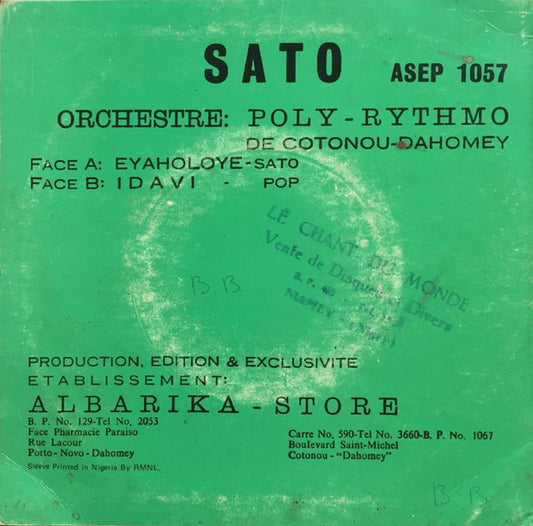 SATO
ASEP 1057
ORCHESTRE: POLY-RYTHMO
DE COTONOU-DAHOMEY
FACE A: EYAHOLOYE-SATO
FACE B: IDAVI - POP
LE CHANT DU MONDE
Vente de Disques Divers
B. P.
NIAMEY - (Niger)
B B
PRODUCTION, EDITION & EXCLUSIVITE
ETABLISSEMENT:
ALBARIKA - STORE
B. P. No. 129-Tel No, 2053
Face Pharmacie Paraiso
Rue Lacour
Porto - Novo - Dahomey
Carre No, 590-Tel No. 3660-B. P. No. 1067
Boulevard Saint-Michel
Cotonou - "Dahomey"
Sleeve Printed in Nigeria By RMNL.
B B